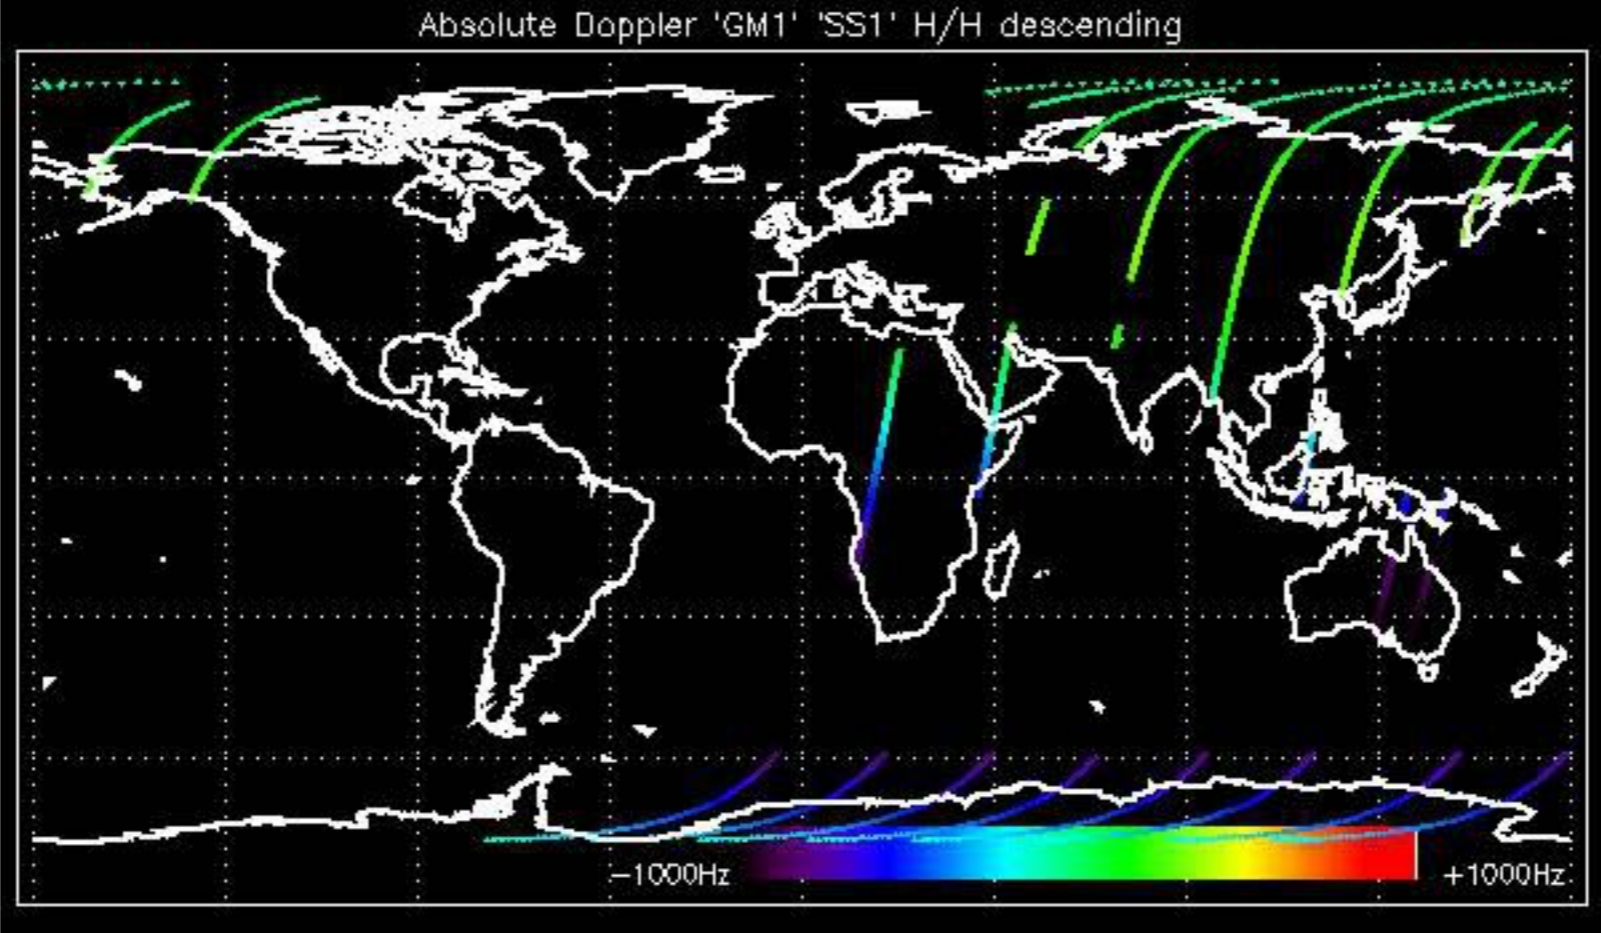 Absolute Doppler 'GM1' 'SS1' H/H descending
−1000Hz
+1000Hz